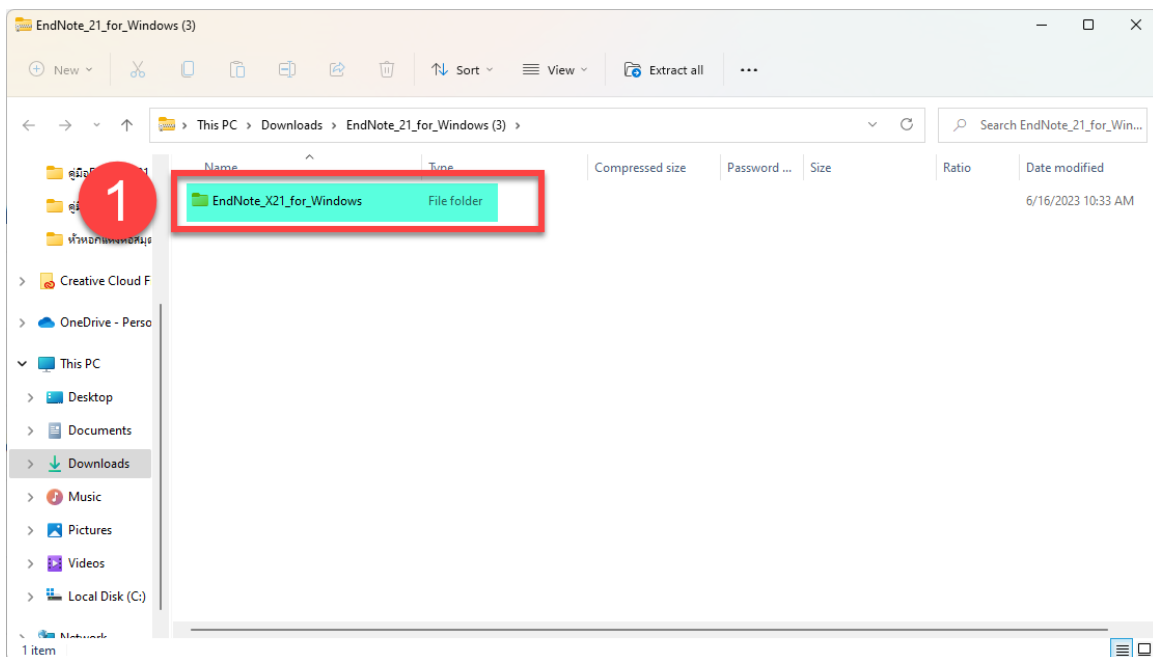 EndNote_21_for_Windows (3)
New Sort View Extract all
This PC > Downloads > EndNote_21_for_Windows (3) >
Search EndNote_21_for_Win...
Name Type Compressed size Password ... Size Ratio Date modified
1
EndNote_X21_for_Windows File folder 6/16/2023 10:33 AM
Creative Cloud F
OneDrive - Perso
This PC
Desktop
Documents
Downloads
Music
Pictures
Videos
Local Disk (C:)
Network
1 item